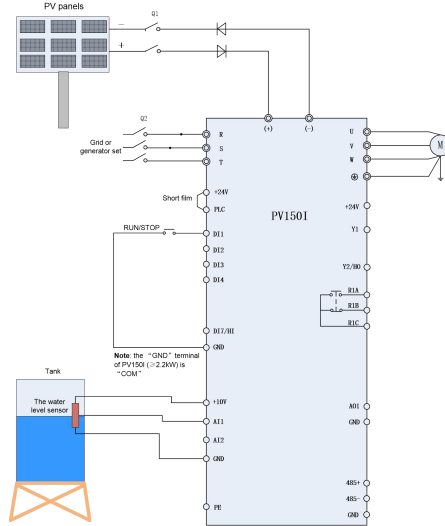 PV panels
Q1
−
+
(+)
(-)
Q2
Grid or
generator set
R
S
T
U
V
W
M
Short film
+24V
PLC
PV150I
+24V
RUN/STOP
DI1
DI2
DI3
DI4
Y1
Y2/HO
R1A
R1B
R1C
DI7/HI
GND
Note: the “GND” terminal
of PV150I (≥2.2kW) is
“COM”
Tank
The water
level sensor
+10V
AI1
AI2
GND
PE
AO1
GND
485+
485-
GND